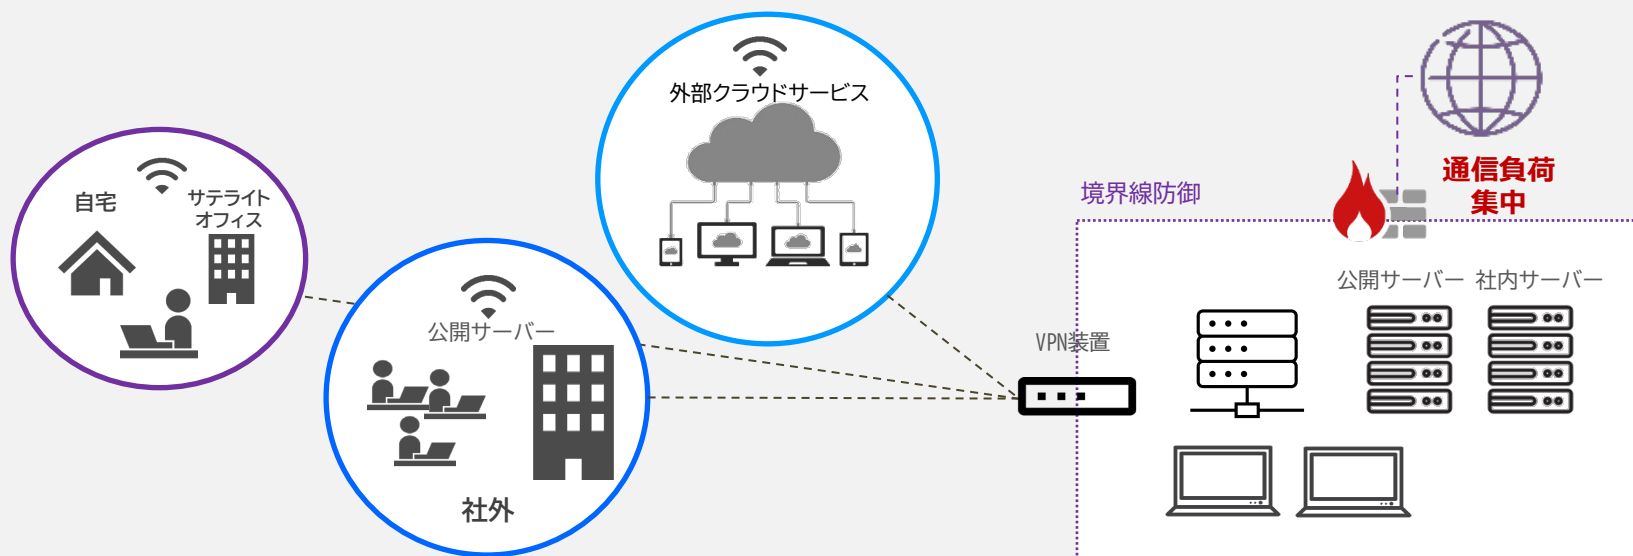 外部クラウドサービス
自宅
サテライト
オフィス
公開サーバー
社外
VPN装置
境界線防御
通信負荷
集中
公開サーバー
社内サーバー